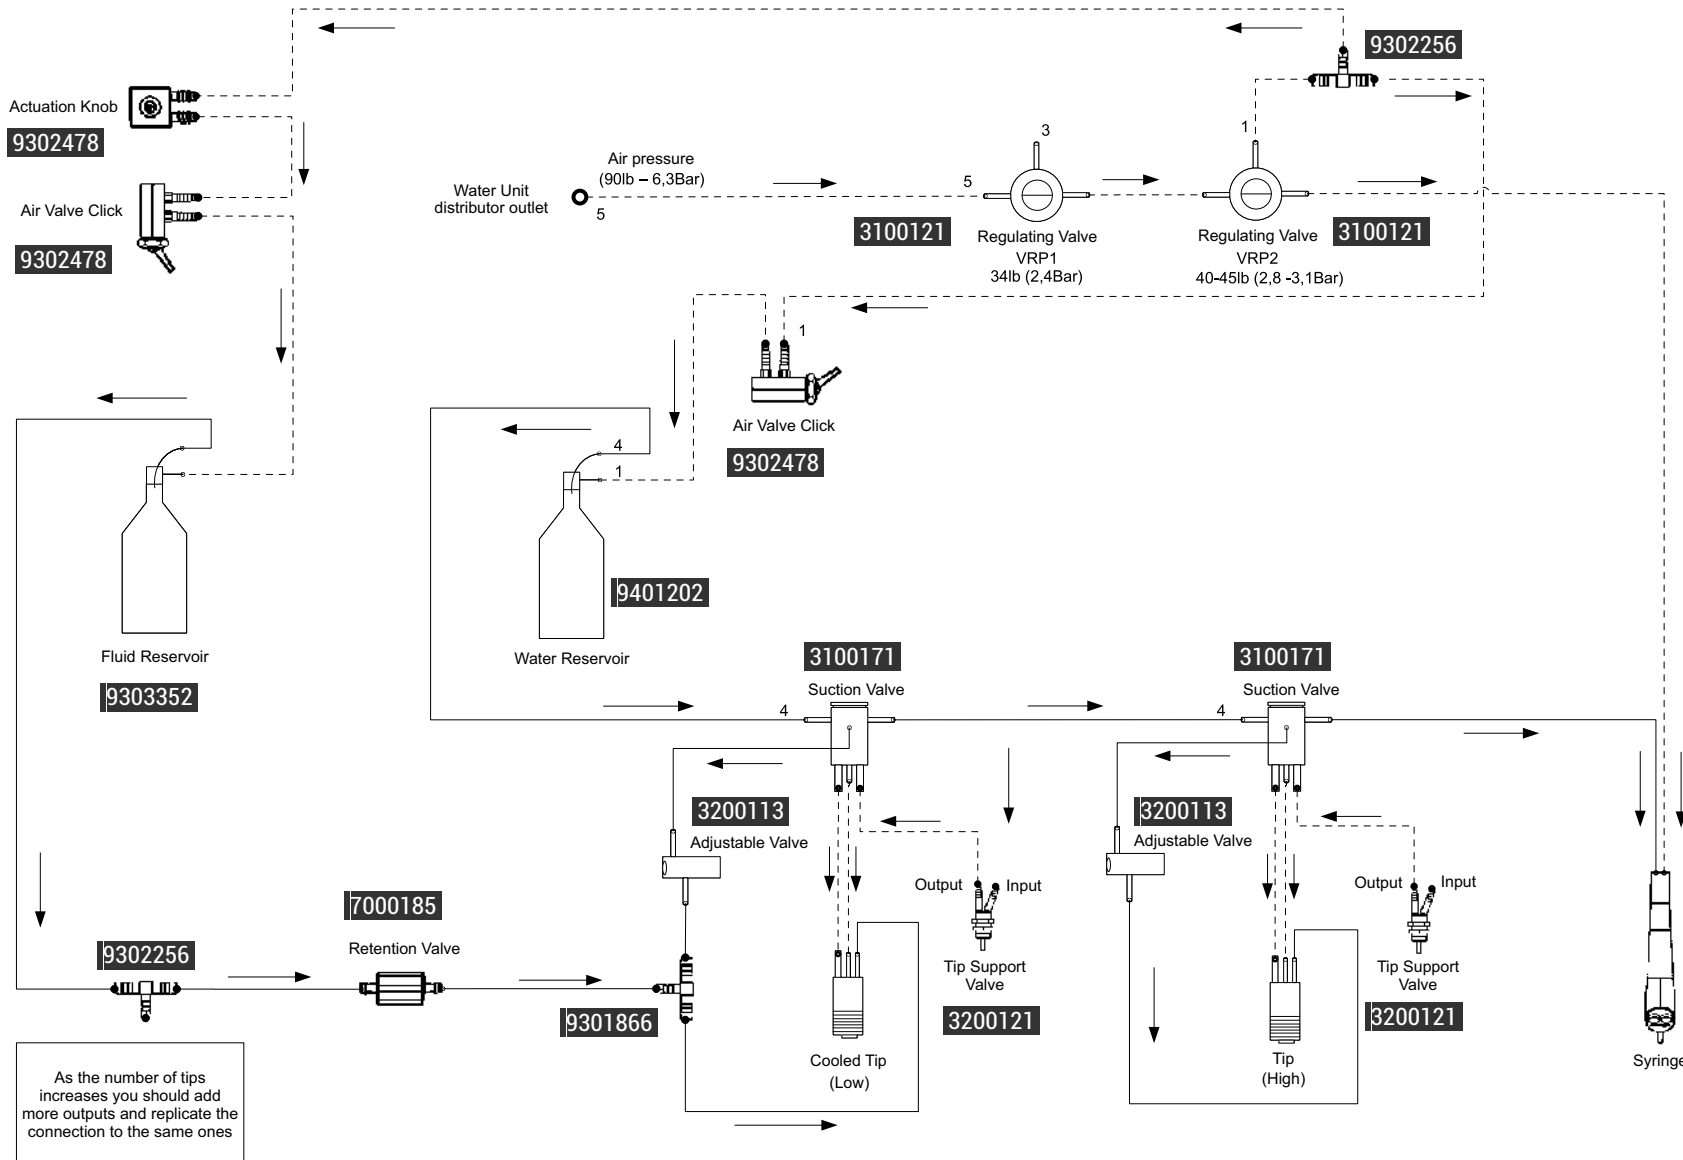 9302256
Actuation Knob
9302478
Air Valve Click
9302478
Water Unit
distributor outlet
Air pressure
(90lb – 6,3Bar)
5
5
3
1
3100121
Regulating Valve
VRP1
34lb (2,4Bar)
Regulating Valve
VRP2
40-45lb (2,8 -3,1Bar)
3100121
1
Air Valve Click
9302478
4
1
9401202
Water Reservoir
Fluid Reservoir
9303352
3100171
Suction Valve
4
3100171
Suction Valve
4
3200113
Adjustable Valve
3200113
Adjustable Valve
Output
Input
Tip Support
Valve
3200121
Output
Input
Tip Support
Valve
3200121
7000185
Retention Valve
9302256
9301866
Cooled Tip
(Low)
Tip
(High)
Syringe
As the number of tips
increases you should add
more outputs and replicate the
connection to the same ones